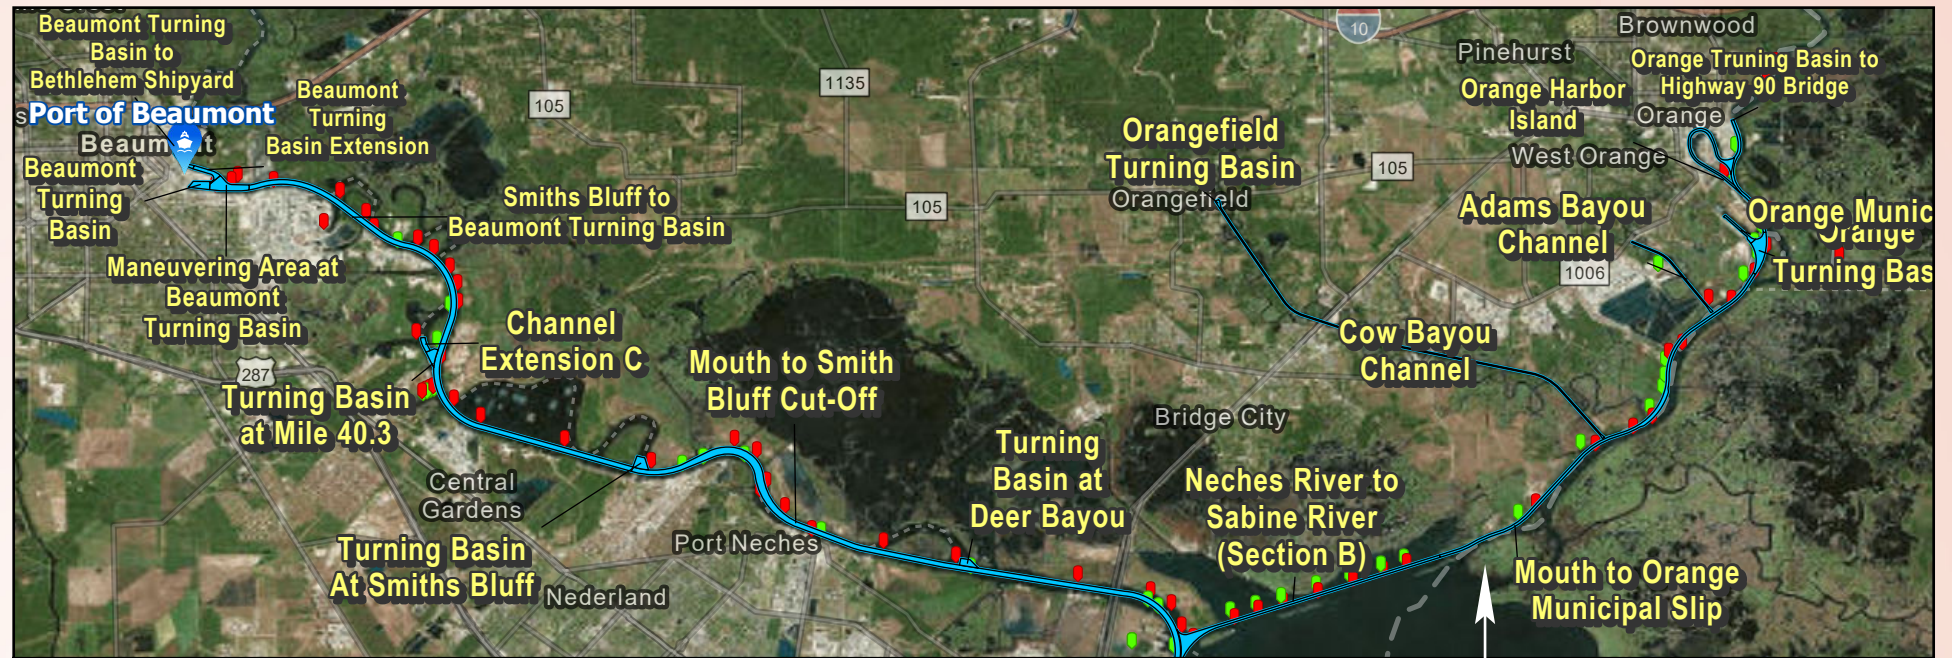 Beaumont Turning
Basin to
Bethlehem Shipyard
Port of Beaumont
Beaum t
Beaumont
Turning
Basin
Beaumont
Turning
Basin Extension
Maneuvering Area at
Beaumont
Turning Basin
Smiths Bluff to
Beaumont Turning Basin
105
1135
105
105
10
287
Channel
Extension C
Turning Basin
at Mile 40.3
Mouth to Smith
Bluff Cut-Off
Central
Gardens
Turning Basin
At Smiths Bluff
Nederland
Port Neches
Turning
Basin at
Deer Bayou
Orangefield
Turning Basin
Orangefield
Cow Bayou
Channel
Bridge City
Neches River to
Sabine River
(Section B)
Mouth to Orange
Municipal Slip
Brownwood
Pinehurst
Orange Truning Basin to
Highway 90 Bridge
Orange Harbor
Island
Orange
West Orange
Adams Bayou
Channel
1006
Orange Munic
Orange
Turning Bas